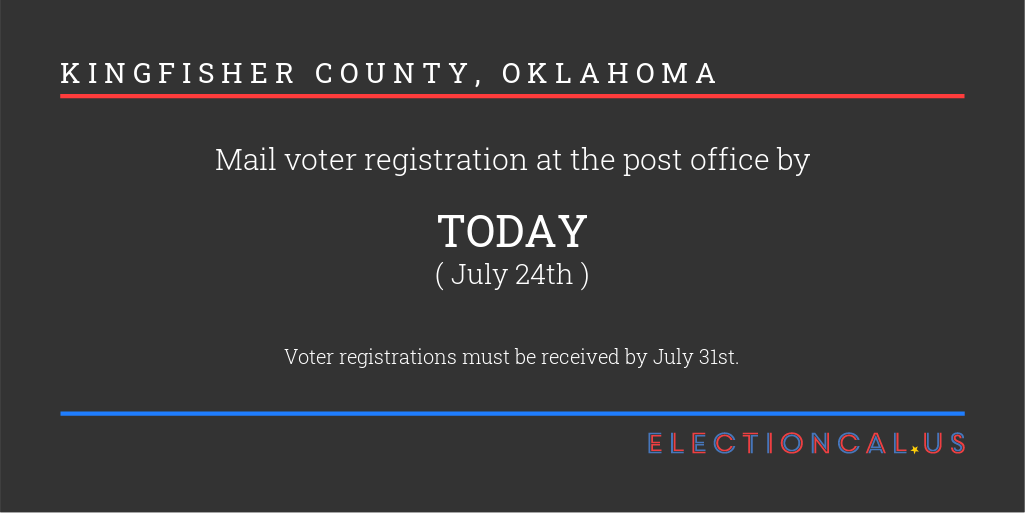 KINGFISHER COUNTY, OKLAHOMA
Mail voter registration at the post office by
TODAY
( July 24th )
Voter registrations must be received by July 31st.
ELECTIONCAL★US